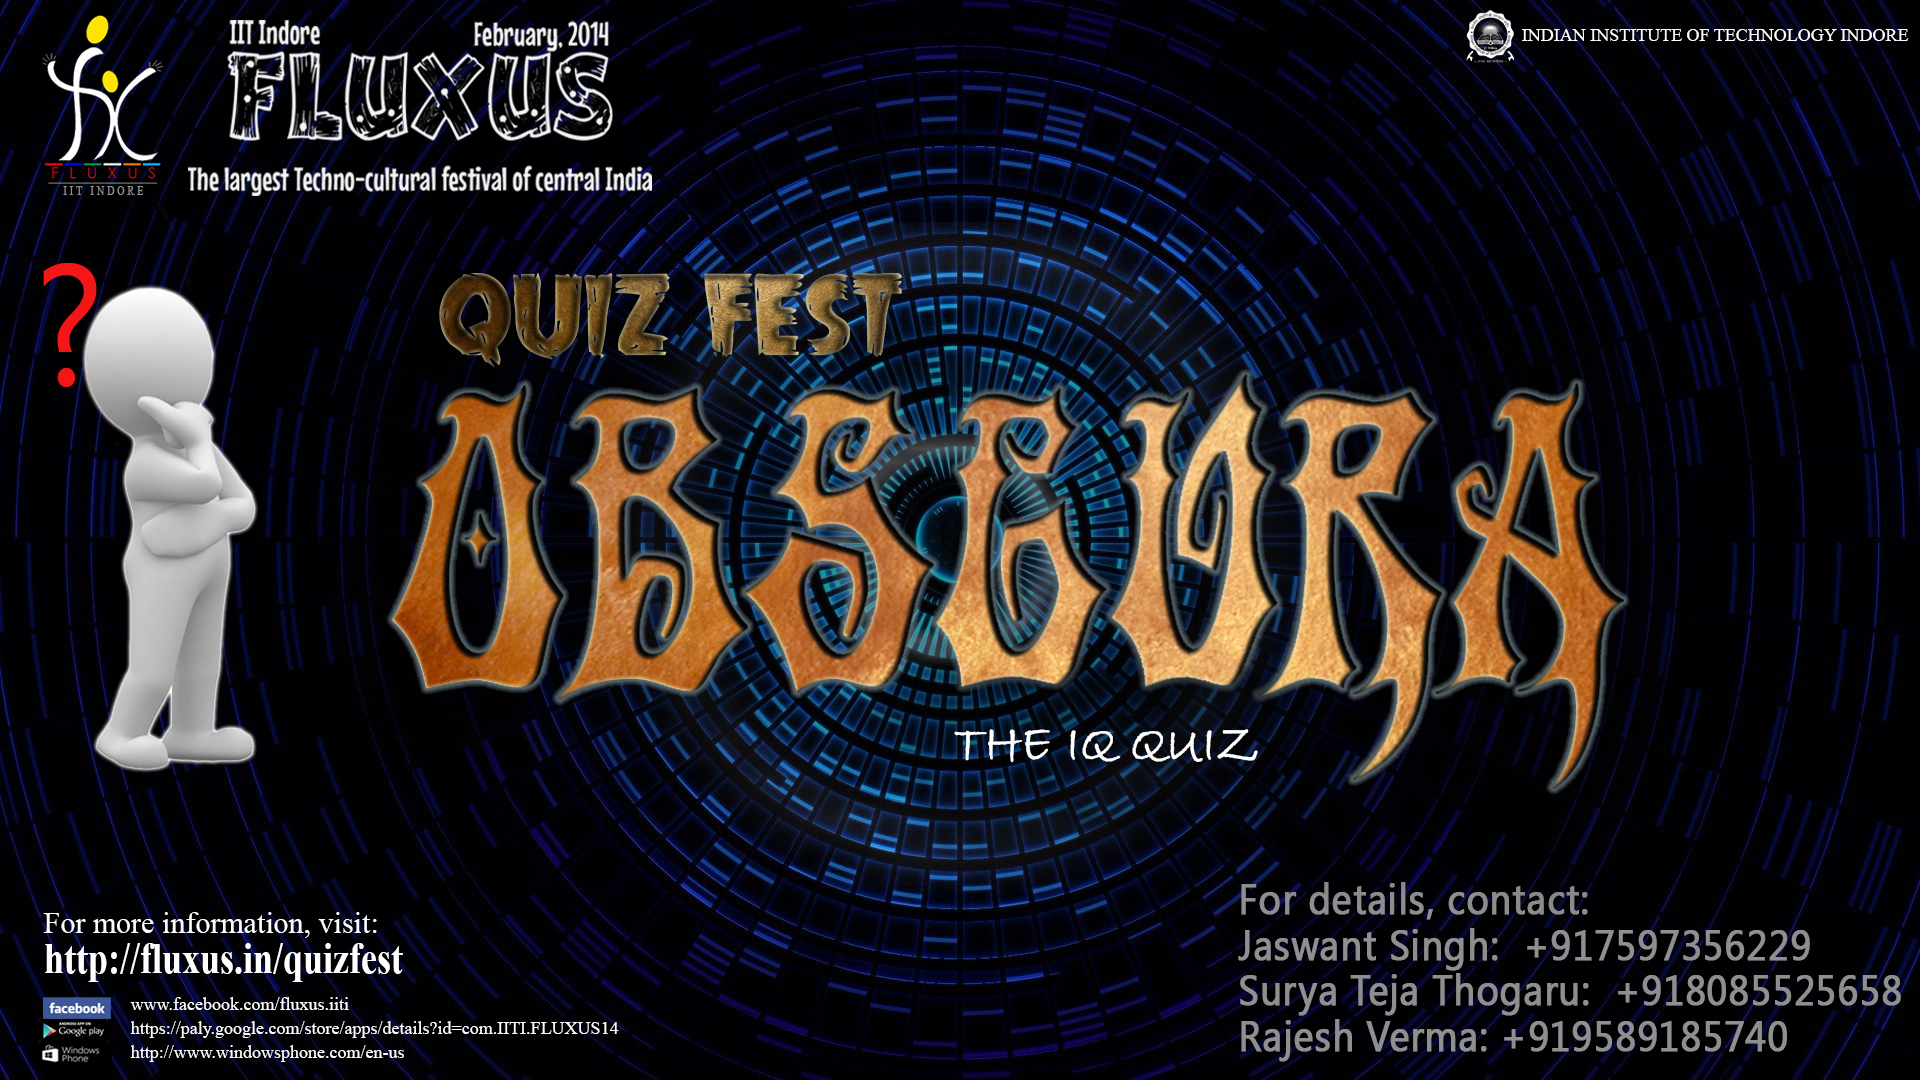 IIT Indore
February, 2014
FLUXUS
The largest Techno-cultural festival of central India
FLUXUS
IIT INDORE
INDIAN INSTITUTE OF TECHNOLOGY INDORE
?
QUIZ FEST
OBSCURA
THE IQ QUIZ
For more information, visit:
http://fluxus.in/quizfest
facebook
www.facebook.com/fluxus.iiti
ANDROID APP ON
Google play
https://paly.google.com/store/apps/details?id=com.IITI.FLUXUS14
Windows
Phone
http://www.windowsphone.com/en-us
For details, contact:
Jaswant Singh: +917597356229
Surya Teja Thogaru: +918085525658
Rajesh Verma: +919589185740